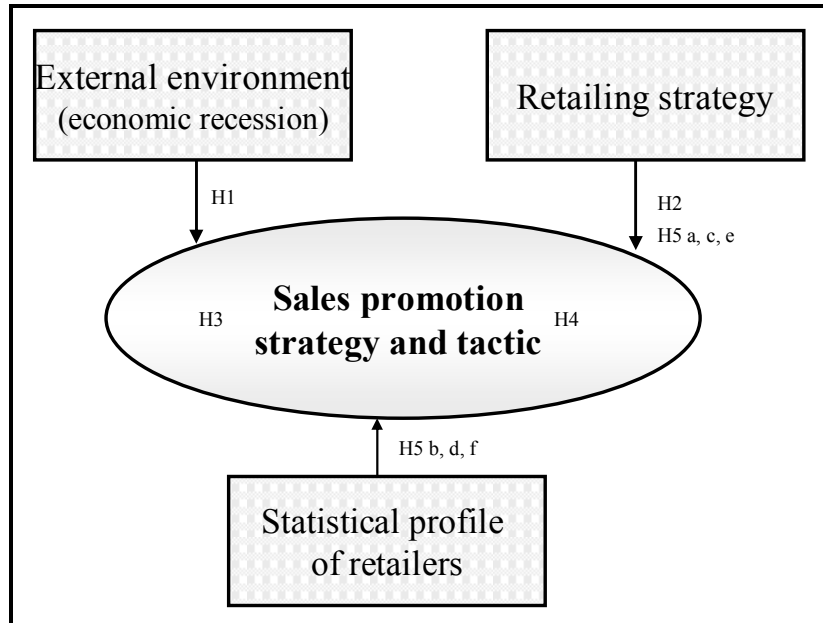 External environment
(economic recession)
Retailing strategy
H1
H2
H5 a, c, e
Sales promotion
strategy and tactic
H3
H4
H5 b, d, f
Statistical profile
of retailers